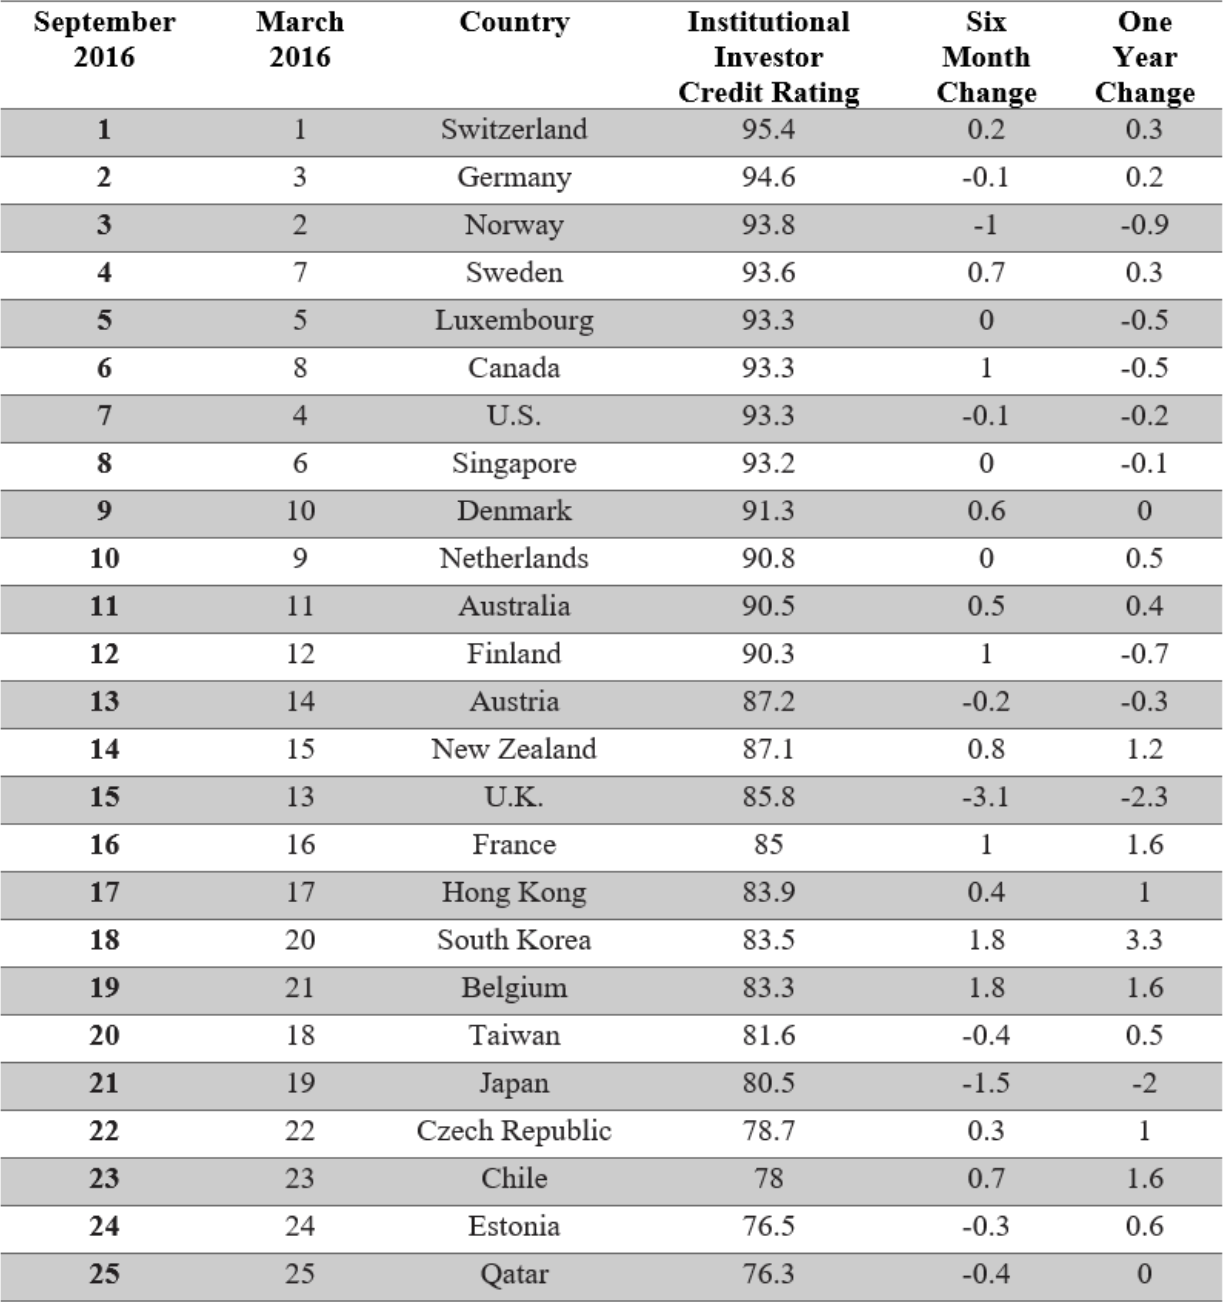 September March Country Institutional Six One
2016 2016 Investor Month Year
Credit Rating Change Change
1 1 Switzerland 95.4 0.2 0.3
2 3 Germany 94.6 -0.1 0.2
3 2 Norway 93.8 -1 -0.9
4 7 Sweden 93.6 0.7 0.3
5 5 Luxembourg 93.3 0 -0.5
6 8 Canada 93.3 1 -0.5
7 4 U.S. 93.3 -0.1 -0.2
8 6 Singapore 93.2 0 -0.1
9 10 Denmark 91.3 0.6 0
10 9 Netherlands 90.8 0 0.5
11 11 Australia 90.5 0.5 0.4
12 12 Finland 90.3 1 -0.7
13 14 Austria 87.2 -0.2 -0.3
14 15 New Zealand 87.1 0.8 1.2
15 13 U.K. 85.8 -3.1 -2.3
16 16 France 85 1 1.6
17 17 Hong Kong 83.9 0.4 1
18 20 South Korea 83.5 1.8 3.3
19 21 Belgium 83.3 1.8 1.6
20 18 Taiwan 81.6 -0.4 0.5
21 19 Japan 80.5 -1.5 -2
22 22 Czech Republic 78.7 0.3 1
23 23 Chile 78 0.7 1.6
24 24 Estonia 76.5 -0.3 0.6
25 25 Qatar 76.3 -0.4 0